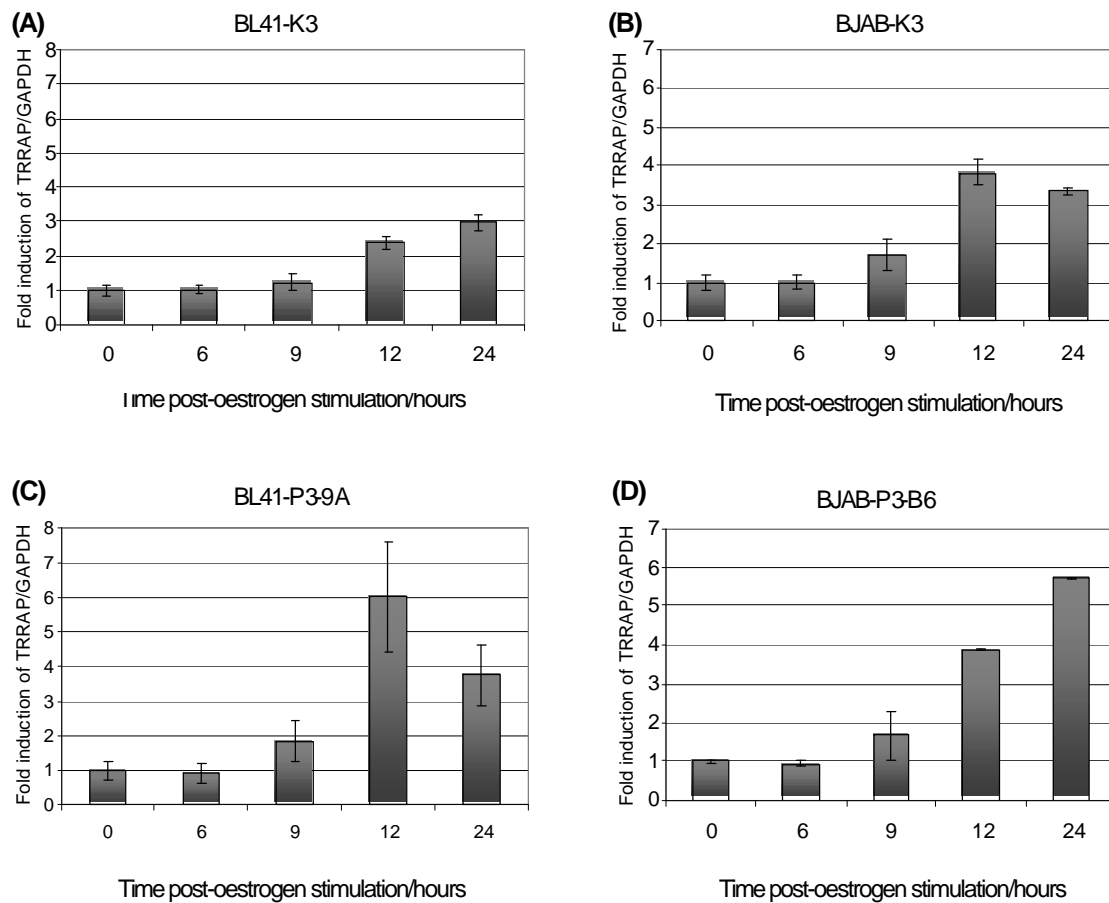 (A)
BL41-K3
Fold induction of TRRAP/GAPDH
8
7
6
5
4
3
2
1
0
0 6 9 12 24
Time post-oestrogen stimulation/hours
(B)
BJAB-K3
Fold induction of TRRAP/GAPDH
7
6
5
4
3
2
1
0
0 6 9 12 24
Time post-oestrogen stimulation/hours
(C)
BL41-P3-9A
Fold induction of TRRAP/GAPDH
8
7
6
5
4
3
2
1
0
0 6 9 12 24
Time post-oestrogen stimulation/hours
(D)
BJAB-P3-B6
Fold induction of TRRAP/GAPDH
7
6
5
4
3
2
1
0
0 6 9 12 24
Time post-oestrogen stimulation/hours